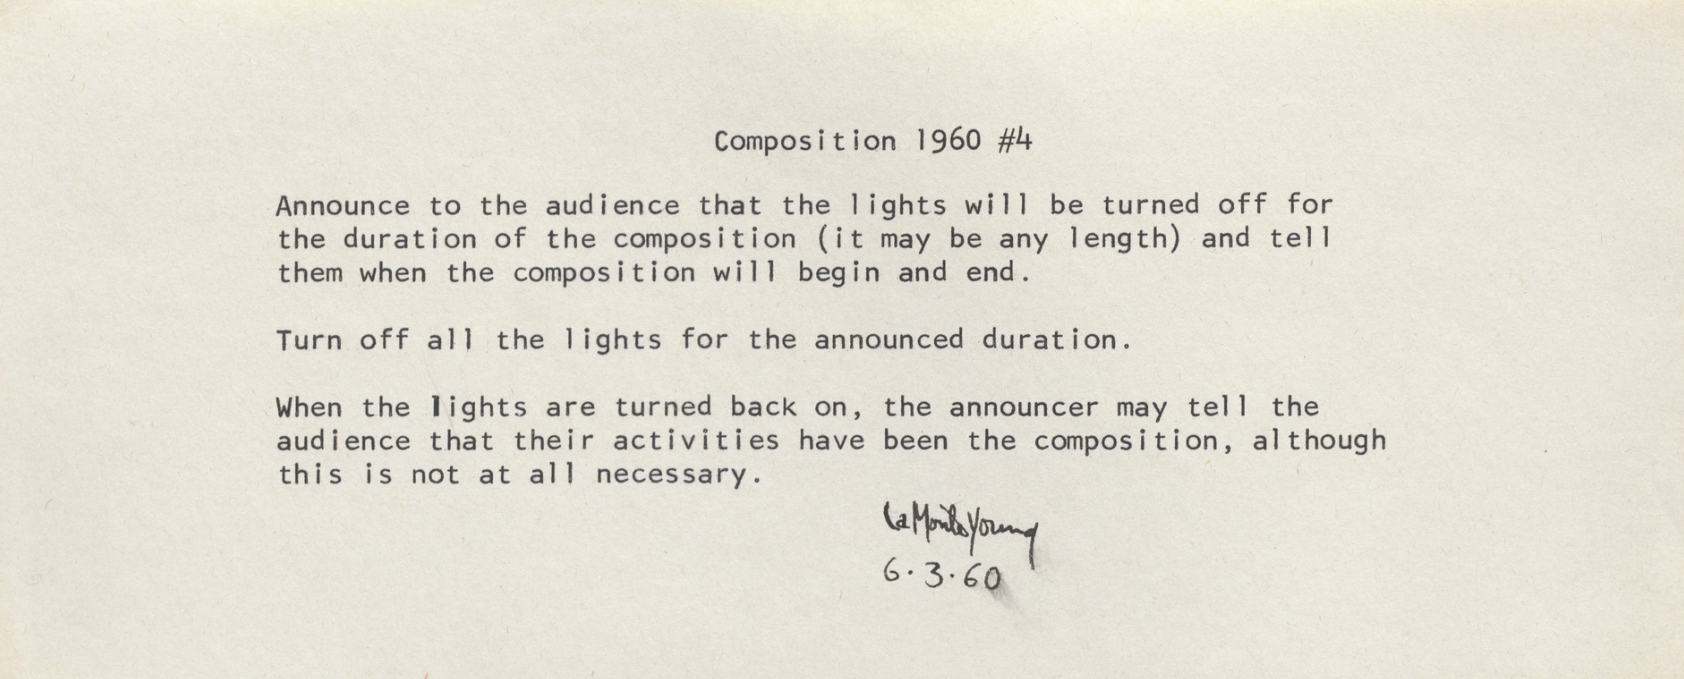 Composition 1960 #4
Announce to the audience that the lights will be turned off for
the duration of the composition (it may be any length) and tell
them when the composition will begin and end.
Turn off all the lights for the announced duration.
When the lights are turned back on, the announcer may tell the
audience that their activities have been the composition, although
this is not at all necessary.
La Monte Young
6·3·60